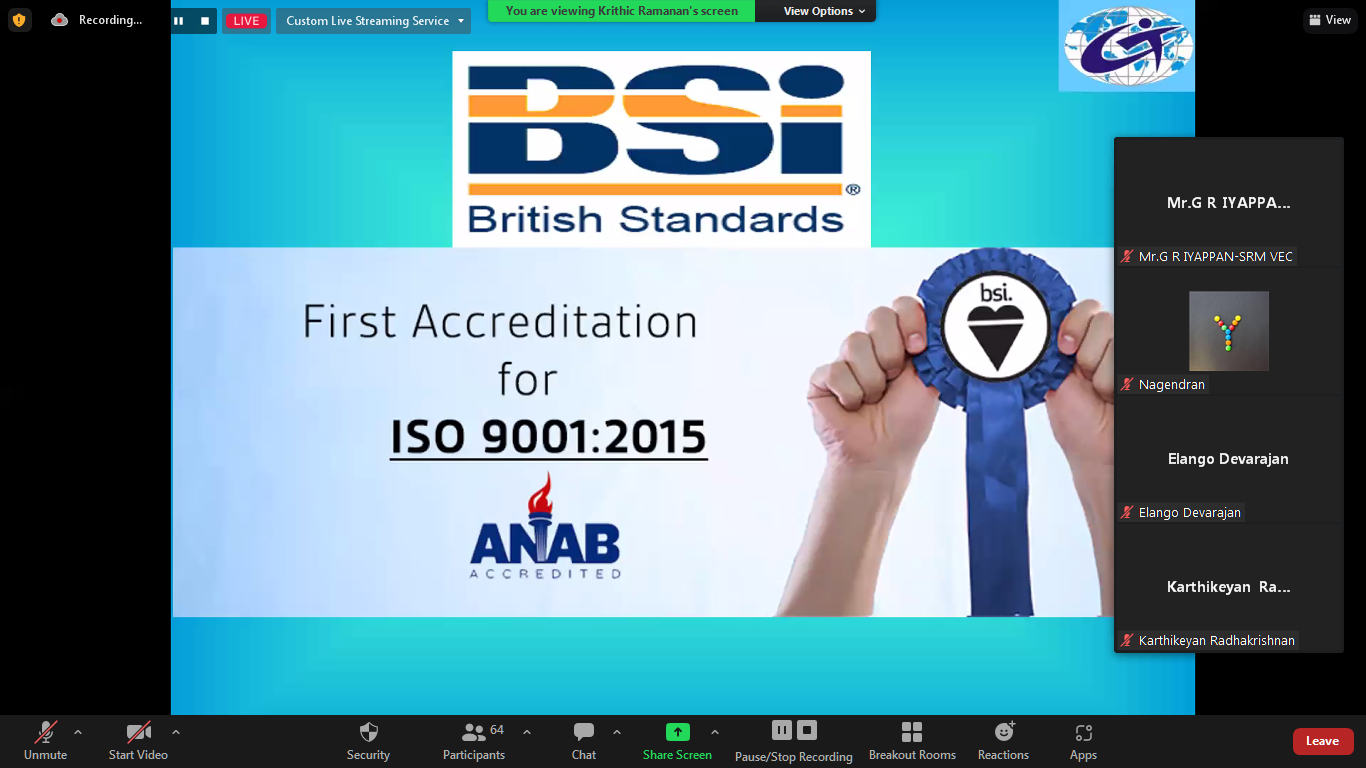 Recording...
LIVE
Custom Live Streaming Service
You are viewing Krithic Ramanan's screen
View Options
View
BSi
®
British Standards
First Accreditation
for
ISO 9001:2015
ANAB
ACCREDITED
bsi.
Mr.G R IYAPPA...
Mr.G R IYAPPAN-SRM VEC
Nagendran
Elango Devarajan
Elango Devarajan
Karthikeyan Ra...
Karthikeyan Radhakrishnan
Unmute
Start Video
Security
Participants
64
Chat
Share Screen
Pause/Stop Recording
Breakout Rooms
Reactions
Apps
Leave